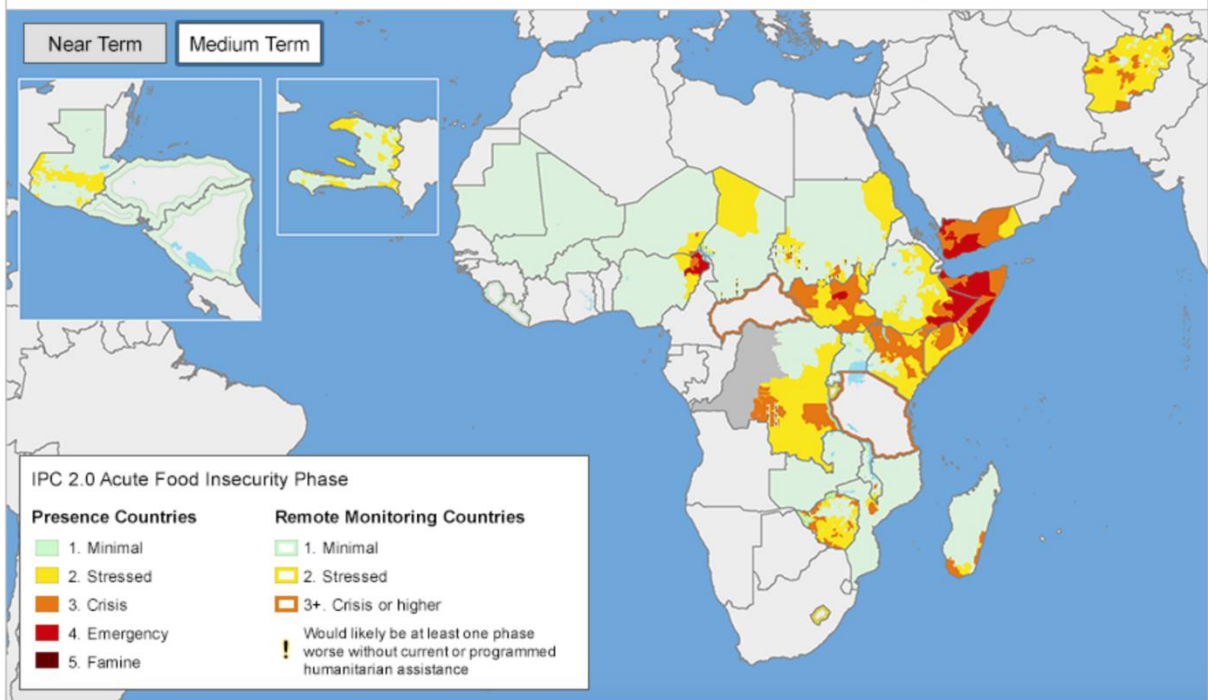 Near Term
Medium Term
IPC 2.0 Acute Food Insecurity Phase
Presence Countries
1. Minimal
2. Stressed
3. Crisis
4. Emergency
5. Famine
Remote Monitoring Countries
1. Minimal
2. Stressed
3+. Crisis or higher
! Would likely be at least one phase
worse without current or programmed
humanitarian assistance